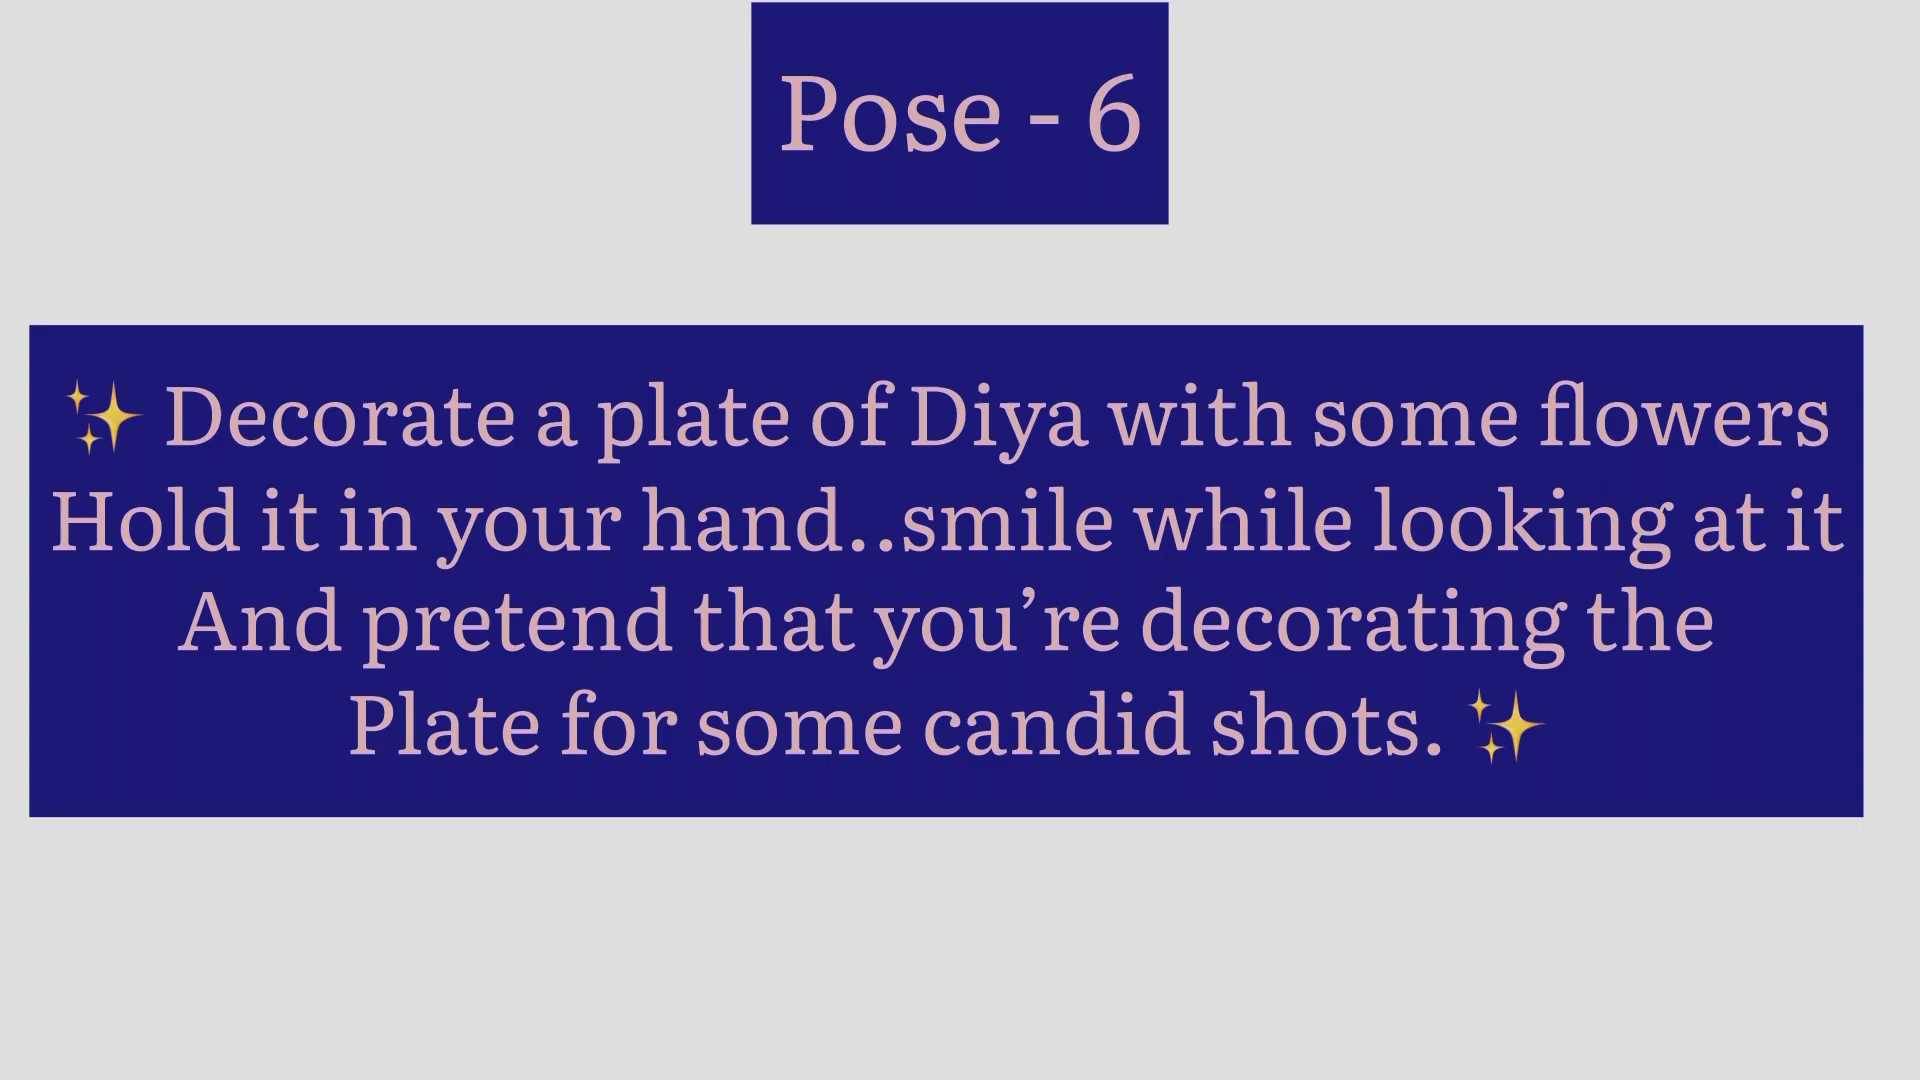 Pose - 6
✨ Decorate a plate of Diya with some flowers
Hold it in your hand..smile while looking at it
And pretend that you’re decorating the
Plate for some candid shots. ✨